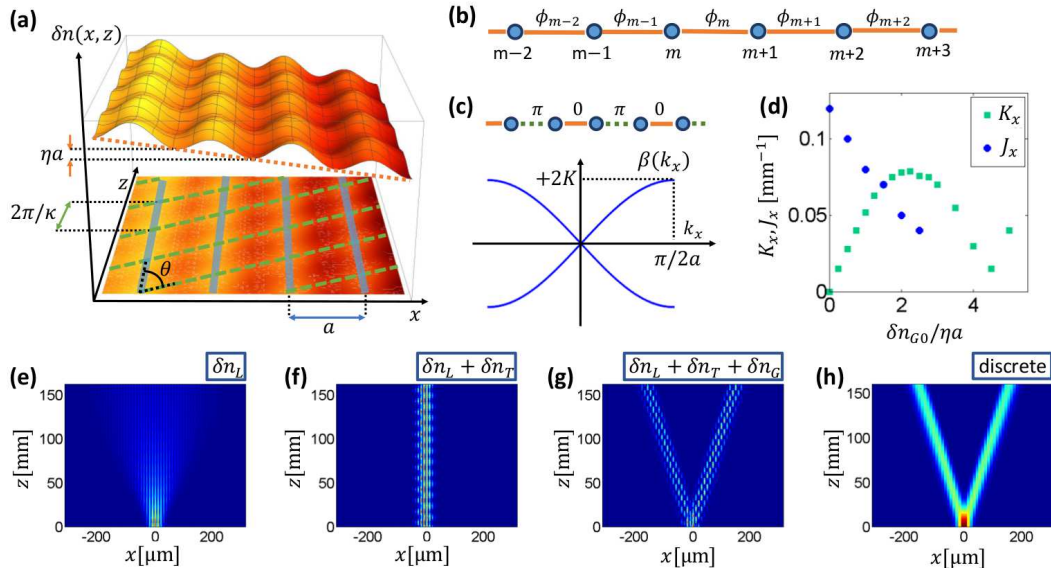 (a)
δn(x, z)
ηa
z
2π/κ
θ
a
x
(b)
ϕm−2 ϕm−1 ϕm ϕm+1 ϕm+2
m−2 m−1 m m+1 m+2 m+3
(c)
π 0 π 0
β(kx)
+2K
kx
π/2a
(d)
Kx
Jx
Kx, Jx [mm−1]
0.1
0.05
0
0 2 4
δnG0/ηa
(e)
δnL
z[mm]
150
100
50
0
-200 0 200
x[μm]
(f)
δnL + δnT
z[mm]
150
100
50
0
-200 0 200
x[μm]
(g)
δnL + δnT + δnG
z[mm]
150
100
50
0
-200 0 200
x[μm]
(h)
discrete
z[mm]
150
100
50
0
-200 0 200
x[μm]